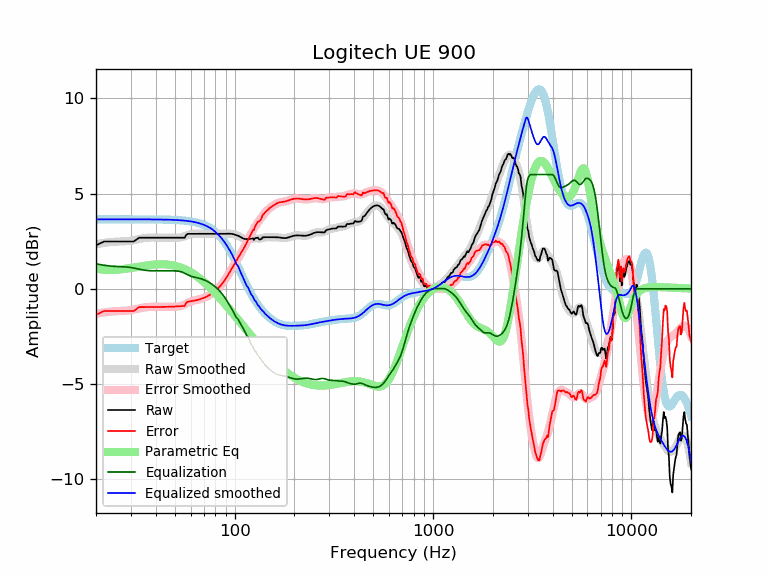 Logitech UE 900
10
5
0
−5
−10
Amplitude (dBr)
Target
Raw Smoothed
Error Smoothed
Raw
Error
Parametric Eq
Equalization
Equalized smoothed
100
1000
10000
Frequency (Hz)